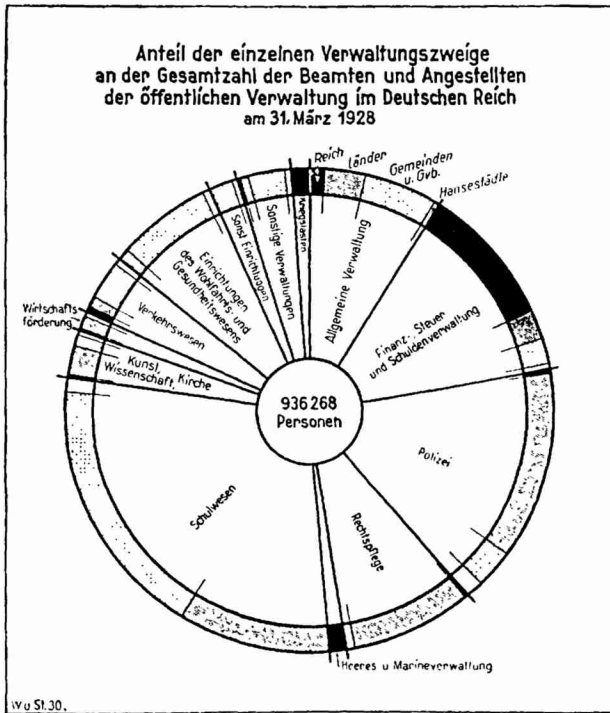 Anteil der einzelnen Verwaltungszweige
an der Gesamtzahl der Beamten und Angestellten
der öffentlichen Verwaltung im Deutschen Reich
am 31. März 1928
Reich
Länder
Gemeinden
u. Gvb.
Hansestädte
Kriegslasten
Allgemeine Verwaltung
Finanz-, Steuer
und Schuldenverwaltung
Polizei
Rechtspflege
Heeres u Marineverwaltung
Schulwesen
Kunst,
Wissenschaft, Kirche
Wirtschafts
förderung
Verkehrswesen
Einrichtungen
des Wohlfahrts- und
Gesundheitswesens
Sonst Einrichtungen
Sonstige Verwaltungen
936 268
Personen
W u St. 30.